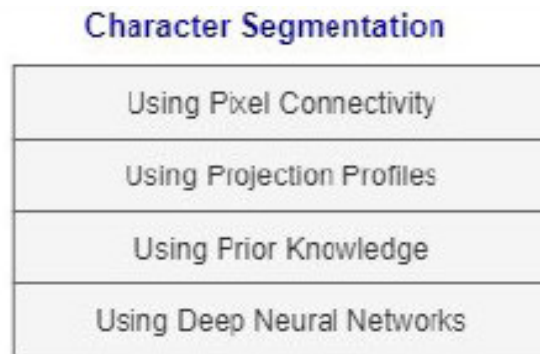 Character Segmentation
Using Pixel Connectivity
Using Projection Profiles
Using Prior Knowledge
Using Deep Neural Networks